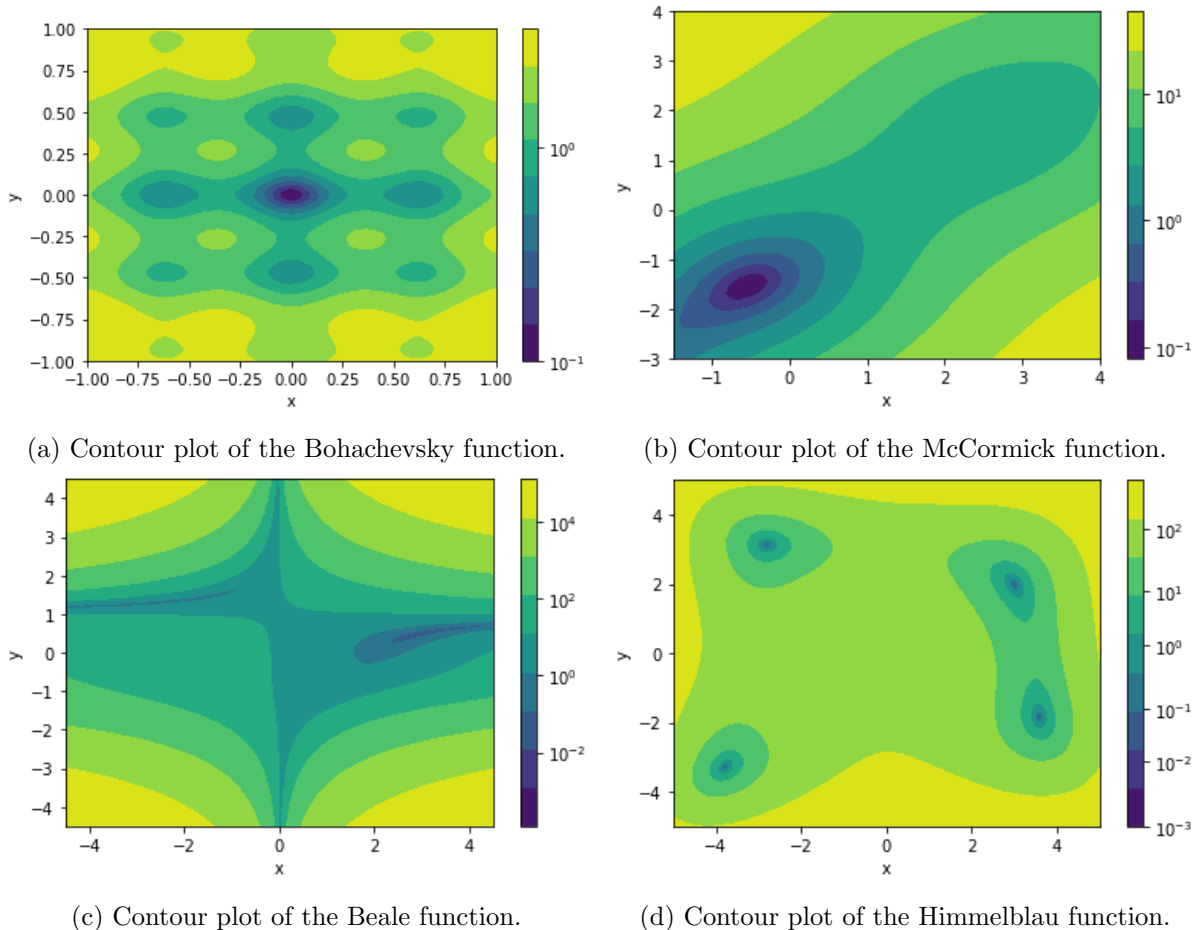 1.00
0.75
0.50
0.25
0.00
−0.25
−0.50
−0.75
−1.00
y
−1.00 −0.75 −0.50 −0.25 0.00 0.25 0.50 0.75 1.00
x
10⁰
10⁻¹
4
3
2
1
0
−1
−2
−3
y
−1 0 1 2 3 4
x
10¹
10⁰
10⁻¹
(a) Contour plot of the Bohachevsky function.
(b) Contour plot of the McCormick function.
4
3
2
1
0
−1
−2
−3
−4
y
−4 −2 0 2 4
x
10⁴
10²
10⁰
10⁻²
4
2
0
−2
−4
y
−4 −2 0 2 4
x
10²
10¹
10⁰
10⁻¹
10⁻²
10⁻³
(c) Contour plot of the Beale function.
(d) Contour plot of the Himmelblau function.